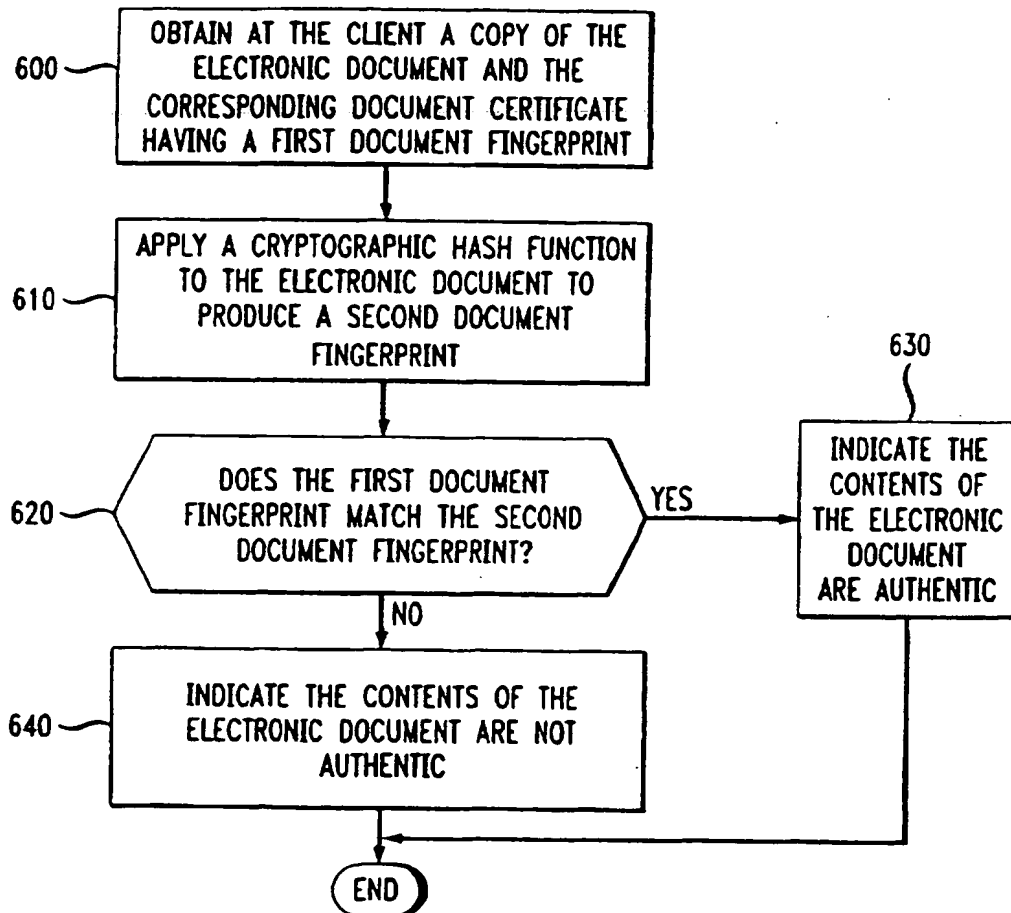 600
OBTAIN AT THE CLIENT A COPY OF THE
ELECTRONIC DOCUMENT AND THE
CORRESPONDING DOCUMENT CERTIFICATE
HAVING A FIRST DOCUMENT FINGERPRINT
610
APPLY A CRYPTOGRAPHIC HASH FUNCTION
TO THE ELECTRONIC DOCUMENT TO
PRODUCE A SECOND DOCUMENT
FINGERPRINT
620
DOES THE FIRST DOCUMENT
FINGERPRINT MATCH THE SECOND
DOCUMENT FINGERPRINT?
YES
630
INDICATE THE
CONTENTS OF
THE ELECTRONIC
DOCUMENT
ARE AUTHENTIC
NO
640
INDICATE THE CONTENTS OF THE
ELECTRONIC DOCUMENT ARE NOT
AUTHENTIC
END